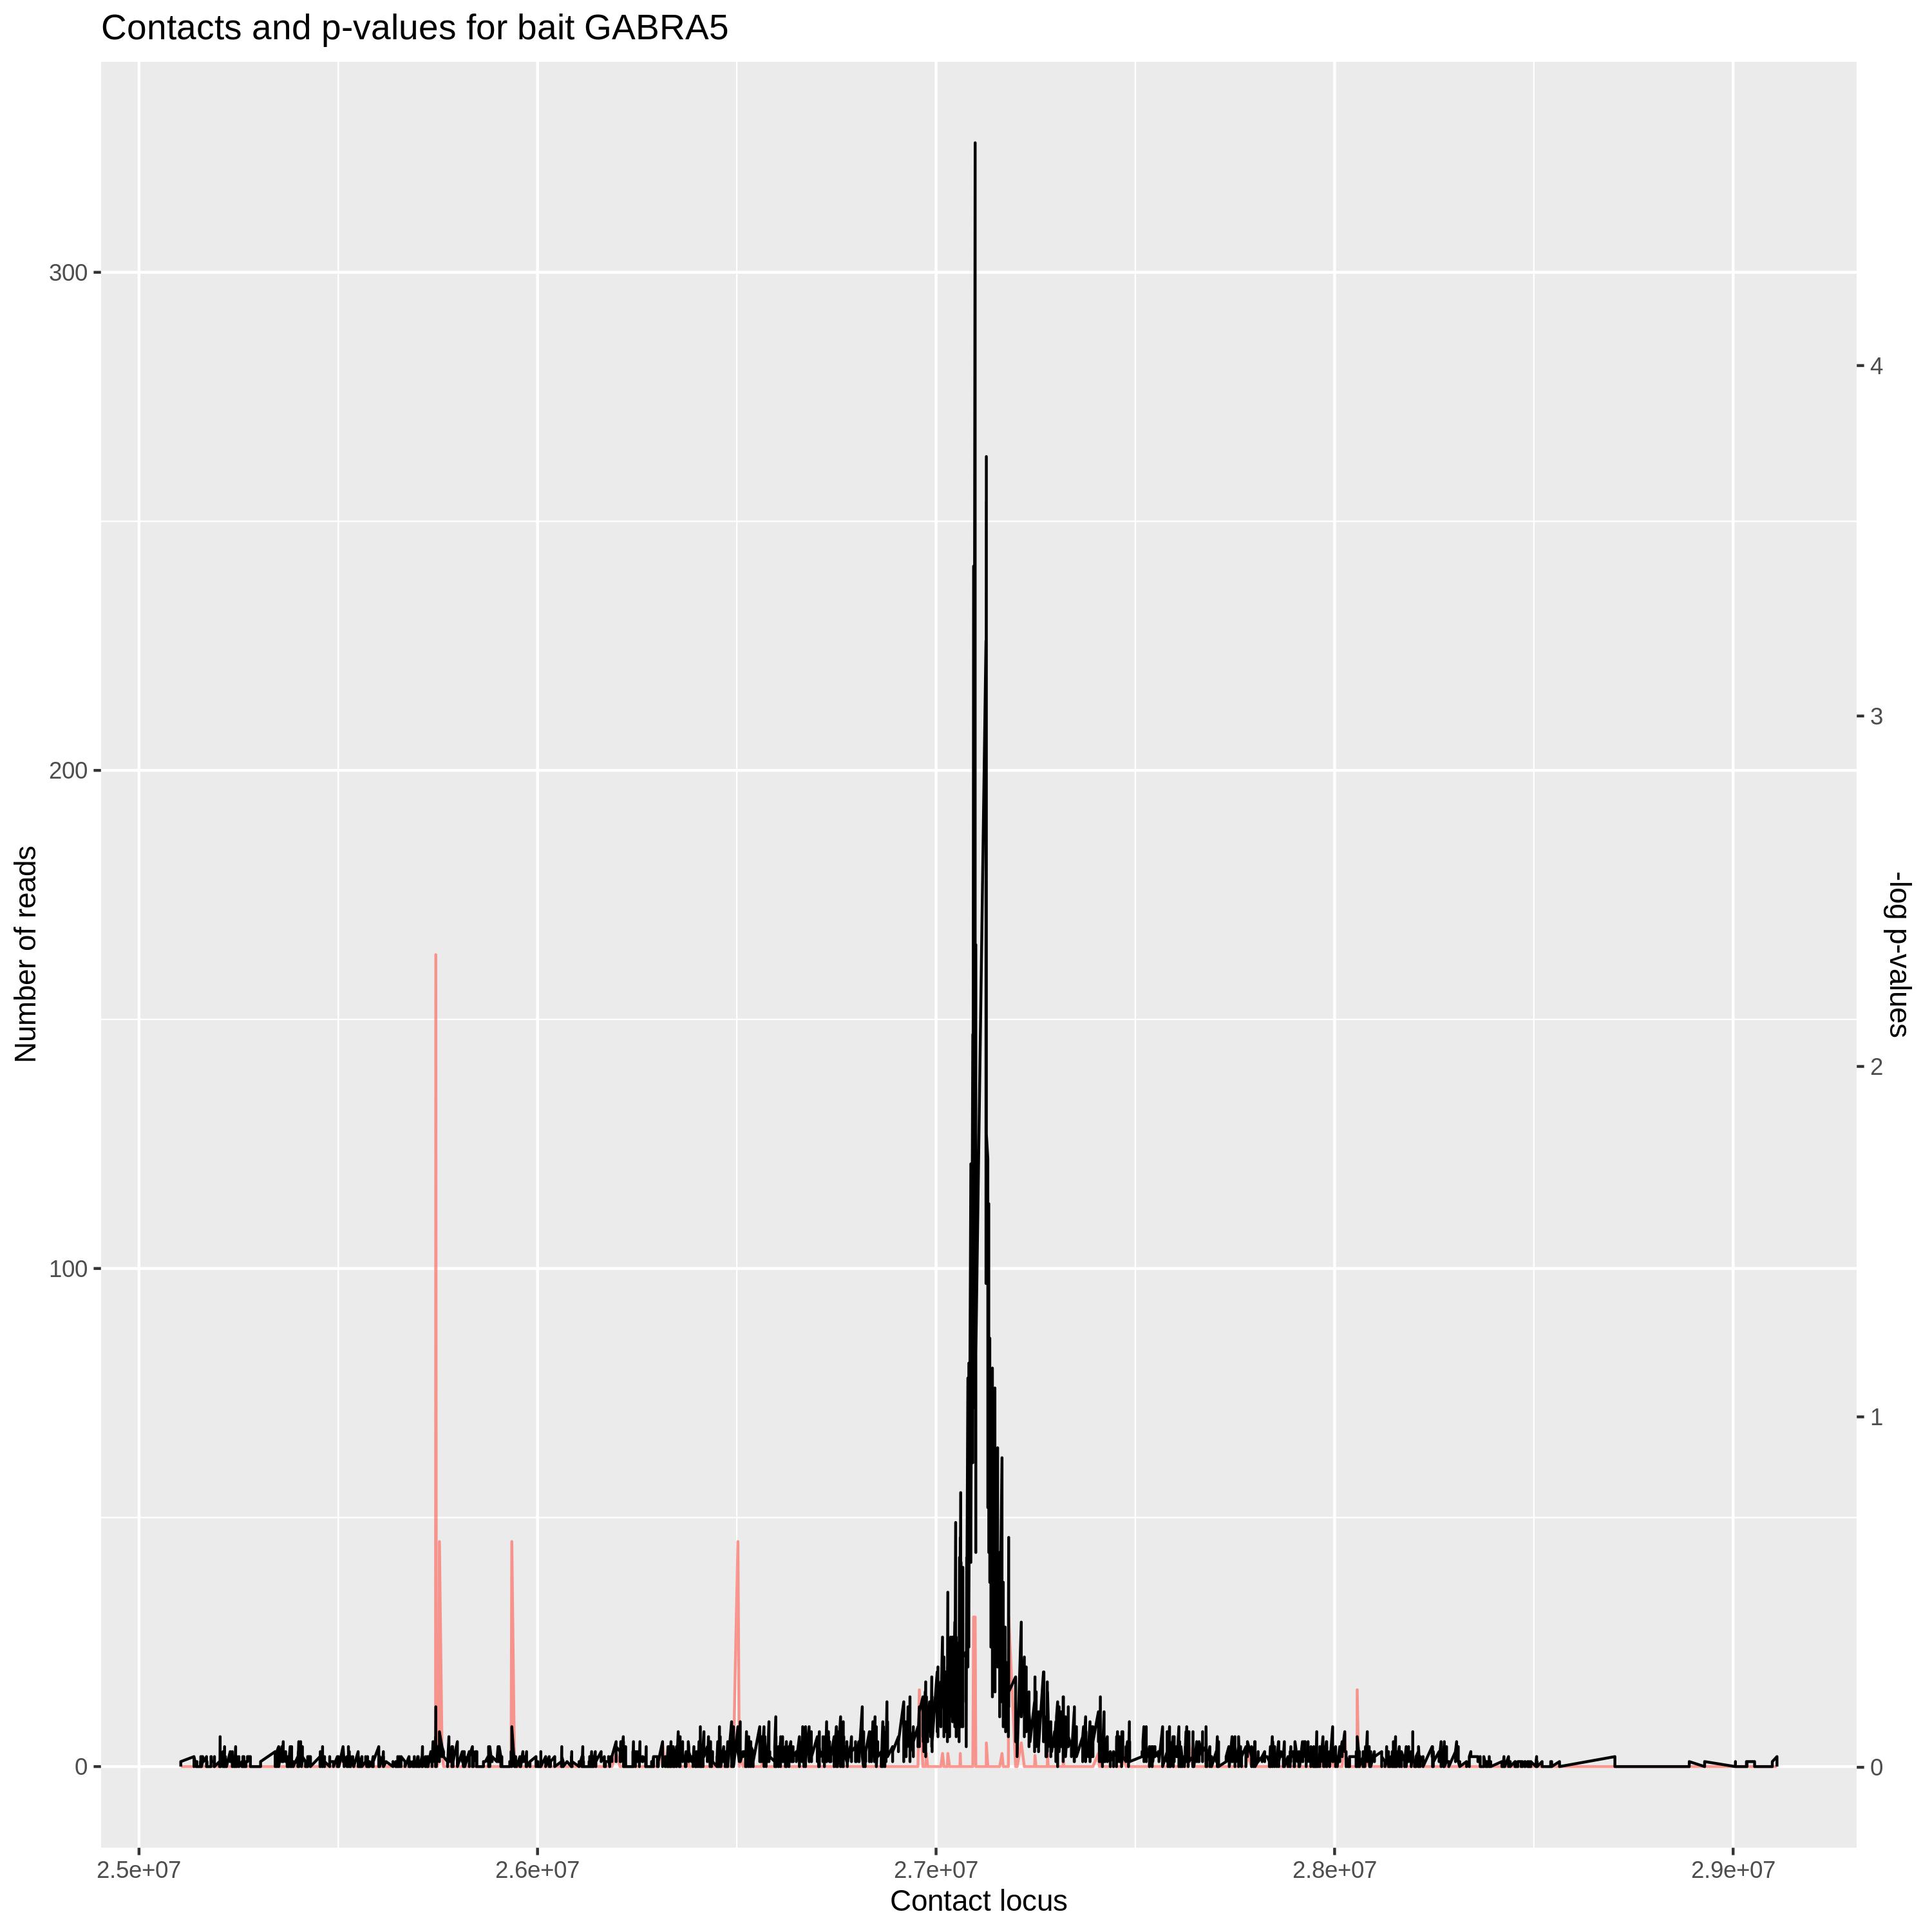 Contacts and p-values for bait GABRA5
300
200
100
0
Number of reads
4
3
2
1
0
-log p-values
2.5e+07
2.6e+07
2.7e+07
2.8e+07
2.9e+07
Contact locus